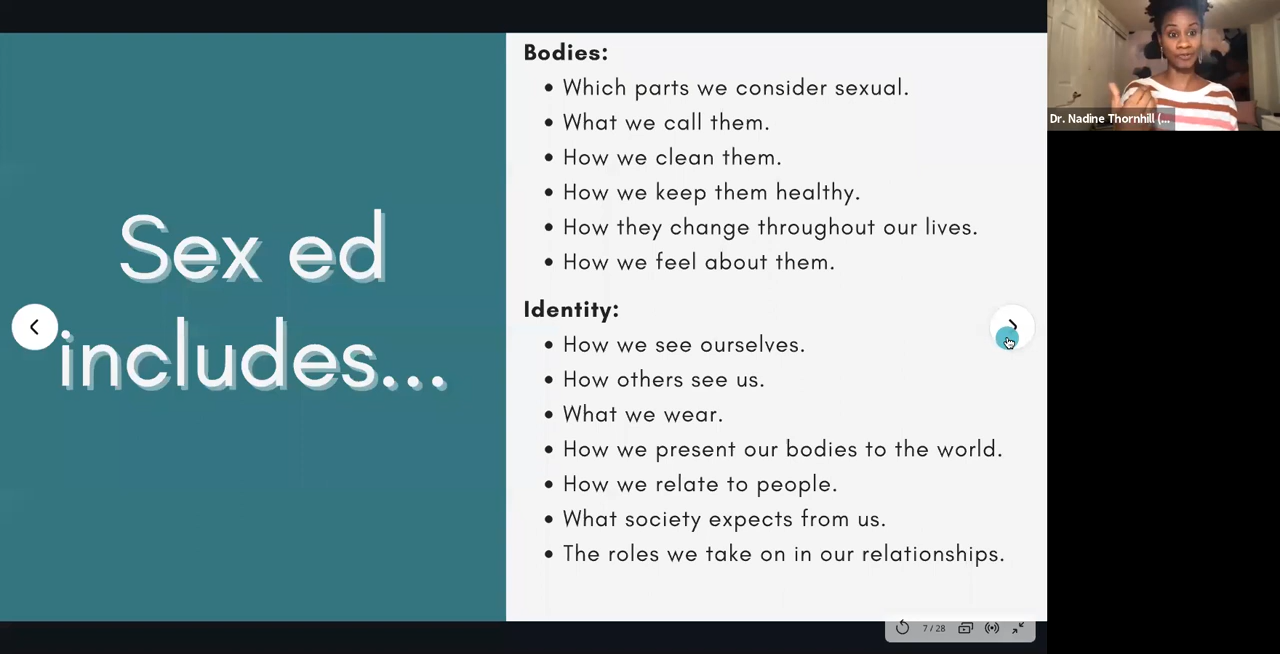 Sex ed
includes...
Bodies:
• Which parts we consider sexual.
• What we call them.
• How we clean them.
• How we keep them healthy.
• How they change throughout our lives.
• How we feel about them.
Identity:
• How we see ourselves.
• How others see us.
• What we wear.
• How we present our bodies to the world.
• How we relate to people.
• What society expects from us.
• The roles we take on in our relationships.
Dr. Nadine Thornhill (...
7 / 28